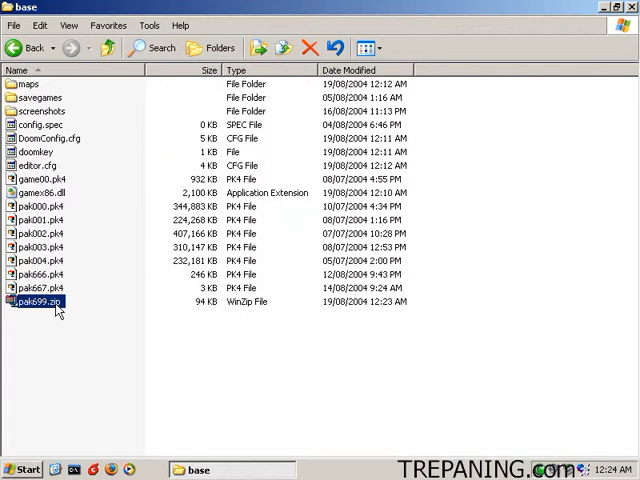 base
File Edit View Favorites Tools Help
Back Search Folders
Name Size Type Date Modified
maps File Folder 19/08/2004 12:12 AM
savegames File Folder 05/08/2004 1:16 AM
screenshots File Folder 16/08/2004 11:13 PM
config.spec 0 KB SPEC File 04/08/2004 6:46 PM
DoomConfig.cfg 5 KB CFG File 19/08/2004 12:11 AM
doomkey 1 KB File 19/08/2004 12:11 AM
editor.cfg 4 KB CFG File 19/08/2004 12:11 AM
game00.pk4 932 KB PK4 File 08/07/2004 4:55 PM
gamex86.dll 2,100 KB Application Extension 19/08/2004 12:10 AM
pak000.pk4 344,883 KB PK4 File 10/07/2004 4:34 PM
pak001.pk4 224,268 KB PK4 File 08/07/2004 1:16 AM
pak002.pk4 407,166 KB PK4 File 07/07/2004 10:28 PM
pak003.pk4 310,147 KB PK4 File 08/07/2004 12:53 PM
pak004.pk4 232,181 KB PK4 File 05/07/2004 2:00 PM
pak666.pk4 246 KB PK4 File 12/08/2004 9:43 PM
pak667.pk4 3 KB PK4 File 14/08/2004 9:24 AM
pak699.zip 94 KB WinZip File 19/08/2004 12:23 AM
Start base TREPANING.com 12:24 AM